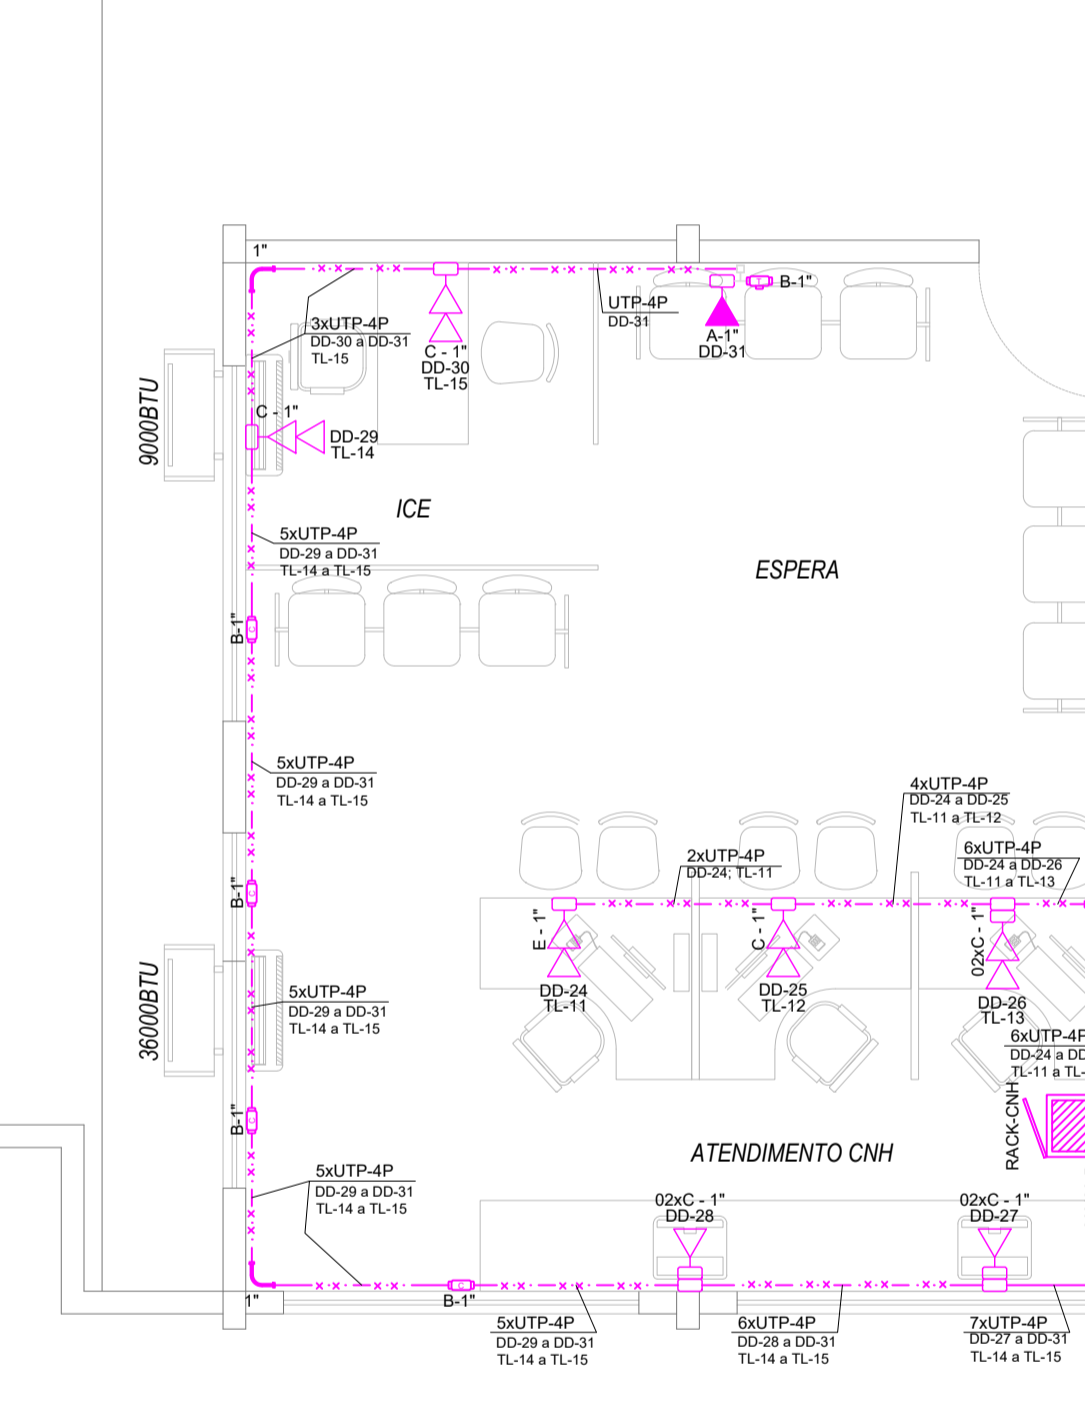 1"
B-1"
UTP-4P
DD-31
A-1"
DD-31
3xUTP-4P
DD-30 a DD-31
TL-15
C - 1"
DD-30
TL-15
9000BTU
C - 1"
DD-29
TL-14
ICE
5xUTP-4P
DD-29 a DD-31
TL-14 a TL-15
ESPERA
B-1"
C
5xUTP-4P
DD-29 a DD-31
TL-14 a TL-15
4xUTP-4P
DD-24 a DD-25
TL-11 a TL-12
2xUTP-4P
DD-24; TL-11
6xUTP-4P
DD-24 a DD-26
TL-11 a TL-13
B-1"
C
E - 1"
C - 1"
02xC - 1"
DD-24
TL-11
DD-25
TL-12
DD-26
TL-13
36000BTU
5xUTP-4P
DD-29 a DD-31
TL-14 a TL-15
6xUTP-4P
DD-24 a DD
TL-11 a TL-
B-1"
C
RACK-CNH
ATENDIMENTO CNH
5xUTP-4P
DD-29 a DD-31
TL-14 a TL-15
02xC - 1"
DD-28
02xC - 1"
DD-27
1"
C
B-1"
5xUTP-4P
DD-29 a DD-31
TL-14 a TL-15
6xUTP-4P
DD-28 a DD-31
TL-14 a TL-15
7xUTP-4P
DD-27 a DD-31
TL-14 a TL-15